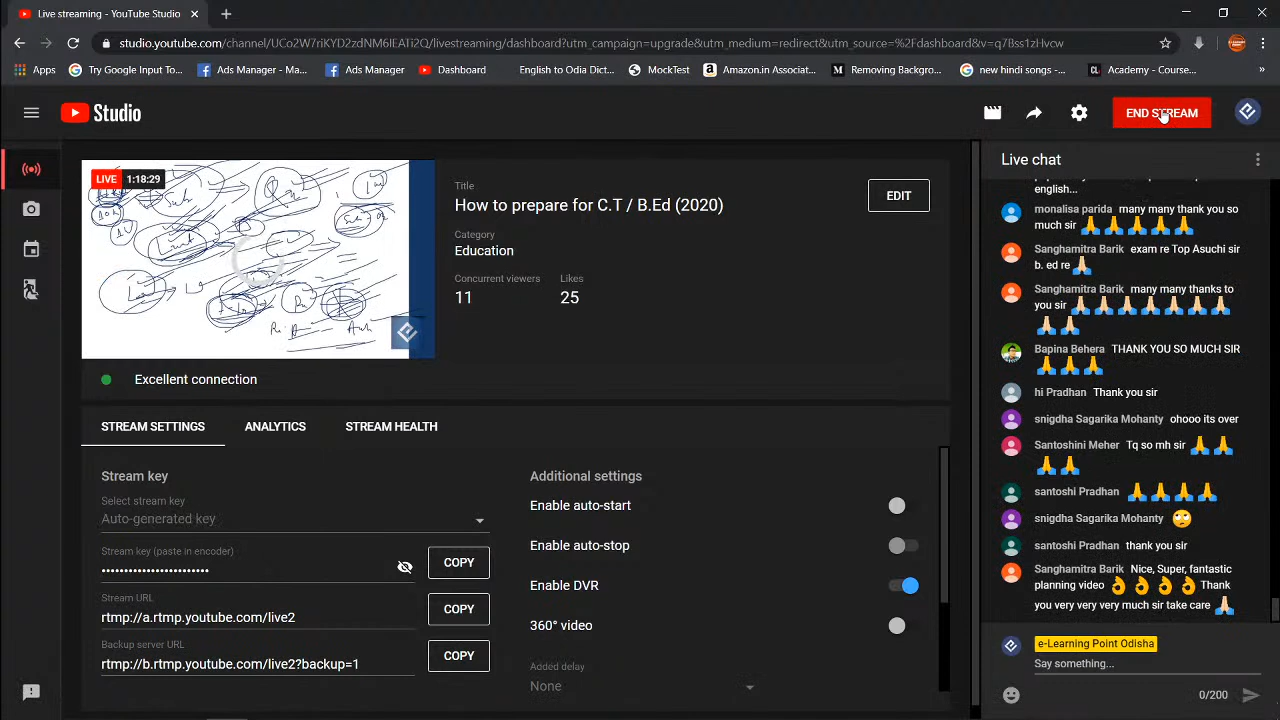 Live streaming - YouTube Studio
studio.youtube.com/channel/UCo2W7riKYD2zdNM6IEATi2Q/livestreaming/dashboard?utm_campaign=upgrade&utm_medium=redirect&utm_source=%2Fdashboard&v=q7Bss1zHvcw
Apps Try Google Input To... Ads Manager - Ma... Ads Manager Dashboard English to Odia Dict... MockTest Amazon.in Associat... Removing Backgro... new hindi songs -... CL Academy - Course... »
Studio
END STREAM
LIVE 1:18:29
Title
How to prepare for C.T / B.Ed (2020)
EDIT
Category
Education
Concurrent viewers Likes
11 25
Excellent connection
STREAM SETTINGS ANALYTICS STREAM HEALTH
Stream key
Select stream key
Auto-generated key
Stream key (paste in encoder)
••••••••••••••••••••••••
COPY
Stream URL
rtmp://a.rtmp.youtube.com/live2
COPY
Backup server URL
rtmp://b.rtmp.youtube.com/live2?backup=1
COPY
Additional settings
Enable auto-start
Enable auto-stop
Enable DVR
360° video
Added delay
None
Live chat
english...
monalisa parida many many thank you so
much sir 🙏 🙏 🙏 🙏 🙏
Sanghamitra Barik exam re Top Asuchi sir
b. ed re 🙏🏻
Sanghamitra Barik many many thanks to
you sir 🙏🏻 🙏🏻 🙏🏻 🙏🏻 🙏🏻 🙏🏻 🙏🏻
🙏🏻 🙏🏻
Bapina Behera THANK YOU SO MUCH SIR
🙏 🙏 🙏
hi Pradhan Thank you sir
snigdha Sagarika Mohanty ohooo its over
Santoshini Meher Tq so mh sir 🙏 🙏
🙏 🙏
santoshi Pradhan 🙏 🙏 🙏 🙏
snigdha Sagarika Mohanty 🙄
santoshi Pradhan thank you sir
Sanghamitra Barik Nice, Super, fantastic
planning video 👌 👌 👌 👌 Thank
you very very very much sir take care 🙏🏻
e-Learning Point Odisha
Say something...
0/200